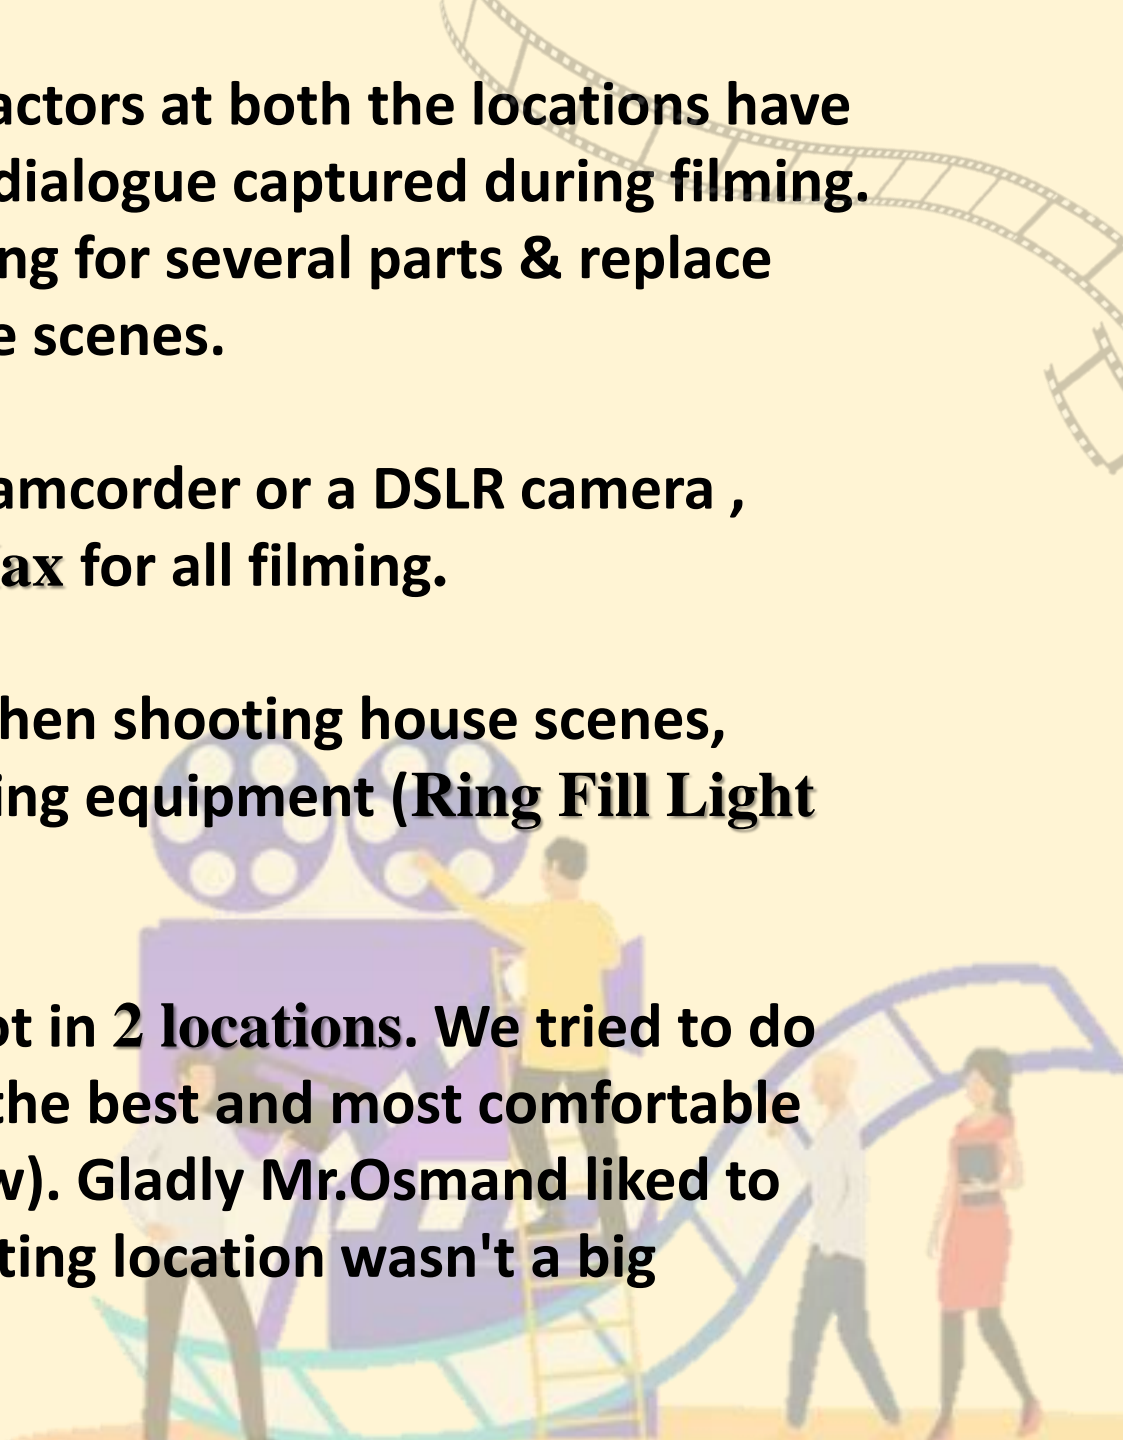 actors at both the locations have
dialogue captured during filming.
ng for several parts & replace
e scenes.
amcorder or a DSLR camera ,
ax for all filming.
hen shooting house scenes,
ing equipment (Ring Fill Light
ot in 2 locations. We tried to do
the best and most comfortable
w). Gladly Mr.Osmand liked to
ting location wasn't a big